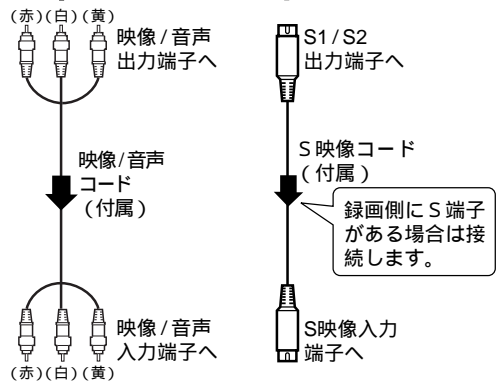 (赤)(白)(黄)
映像/音声
出力端子へ
映像/音声
コード
(付属)
映像/音声
入力端子へ
(赤)(白)(黄)
S1/S2
出力端子へ
S映像コード
(付属)
録画側にS端子
がある場合は接
続します。
S映像入力
端子へ